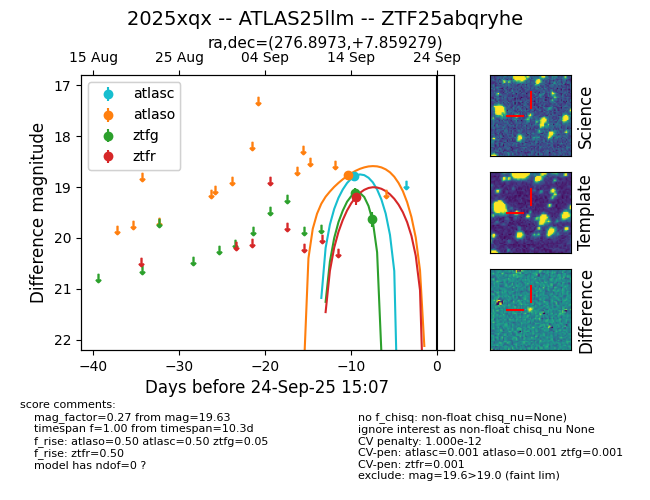 2025xqx -- ATLAS25llm -- ZTF25abqryhe
ra,dec=(276.8973,+7.859279)
15 Aug 25 Aug 04 Sep 14 Sep 24 Sep
atlasc
atlaso
ztfg
ztfr
17
18
19
20
21
22
Difference magnitude
−40 −30 −20 −10 0
Days before 24-Sep-25 15:07
Science
Template
Difference
score comments:
mag_factor=0.27 from mag=19.63
timespan f=1.00 from timespan=10.3d
f_rise: atlaso=0.50 atlasc=0.50 ztfg=0.05
f_rise: ztfr=0.50
model has ndof=0 ?
no f_chisq: non-float chisq_nu=None)
ignore interest as non-float chisq_nu None
CV penalty: 1.000e-12
CV-pen: atlasc=0.001 atlaso=0.001 ztfg=0.001
CV-pen: ztfr=0.001
exclude: mag=19.6>19.0 (faint lim)